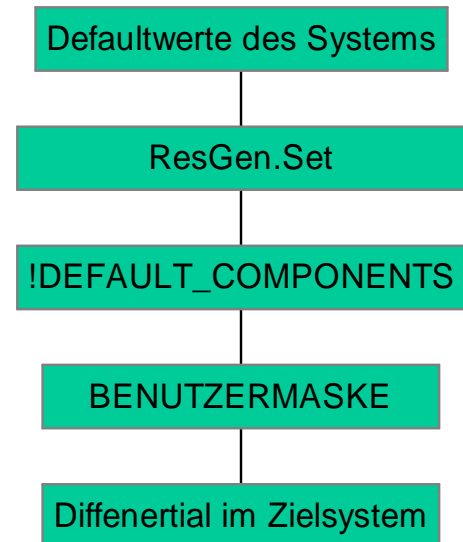 Defaultwerte des Systems
ResGen.Set
!DEFAULT_COMPONENTS
BENUTZERMASKE
Diffenertial im Zielsystem